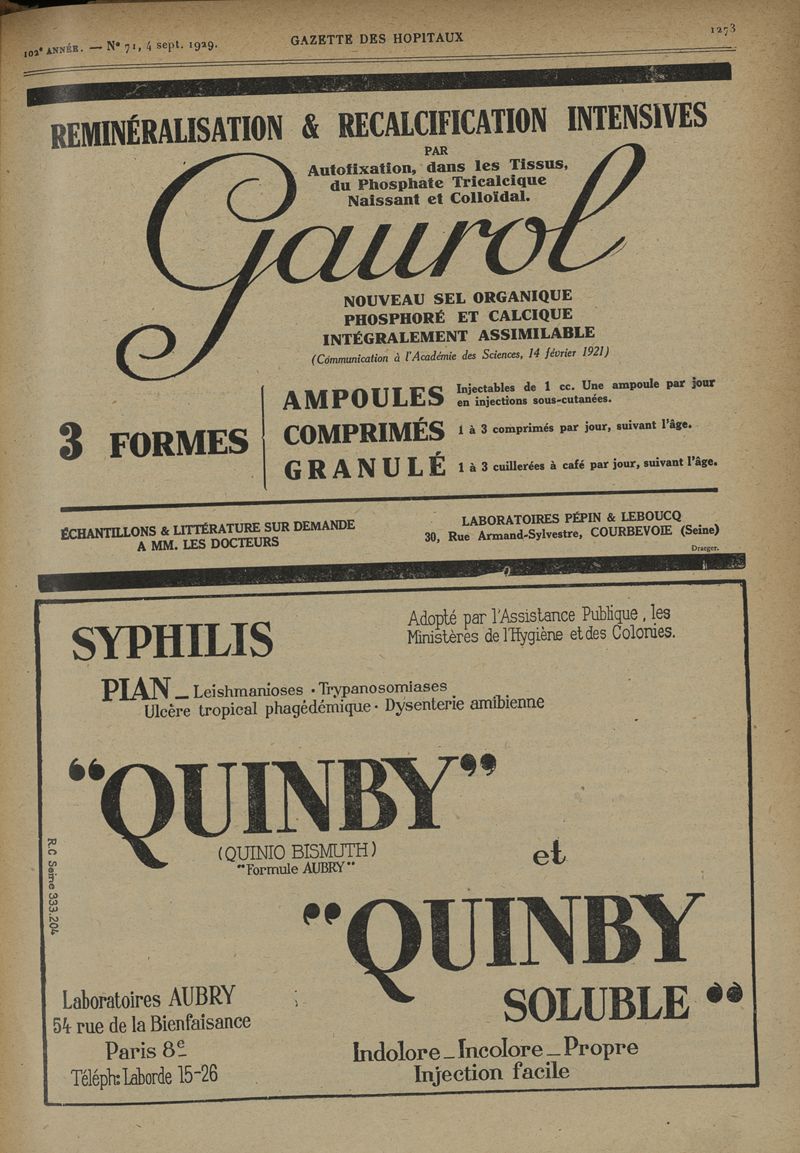 102e ANNÉE. — N° 71, 4 sept. 1929.
GAZETTE DES HOPITAUX
1273
REMINÉRALISATION & RECALCIFICATION INTENSIVES
PAR
Autofixation, dans les Tissus,
du Phosphate Tricalcique
Naissant et Colloïdal.
Gaurol
NOUVEAU SEL ORGANIQUE
PHOSPHORÉ ET CALCIQUE
INTÉGRALEMENT ASSIMILABLE
(Communication à l'Académie des Sciences, 14 février 1921)
3 FORMES
AMPOULES Injectables de 1 cc. Une ampoule par jour
en injections sous-cutanées.
COMPRIMÉS 1 à 3 comprimés par jour, suivant l'âge.
GRANULÉ 1 à 3 cuillerées à café par jour, suivant l'âge.
ÉCHANTILLONS & LITTÉRATURE SUR DEMANDE
A MM. LES DOCTEURS
LABORATOIRES PÉPIN & LEBOUCQ
30, Rue Armand-Sylvestre, COURBEVOIE (Seine)
Draeger.
SYPHILIS
Adopté par l'Assistance Publique, les
Ministères de l'Hygiène et des Colonies.
PIAN _ Leishmanioses • Trypanosomiases
Ulcère tropical phagédémique • Dysenterie amibienne
“QUINBY”
(QUINIO BISMUTH)
“Formule AUBRY”
et
“QUINBY
SOLUBLE”
R.C Seine 333.204
Laboratoires AUBRY
54 rue de la Bienfaisance
Paris 8e
Téléph: Laborde 15-26
Indolore _ Incolore _ Propre
Injection facile